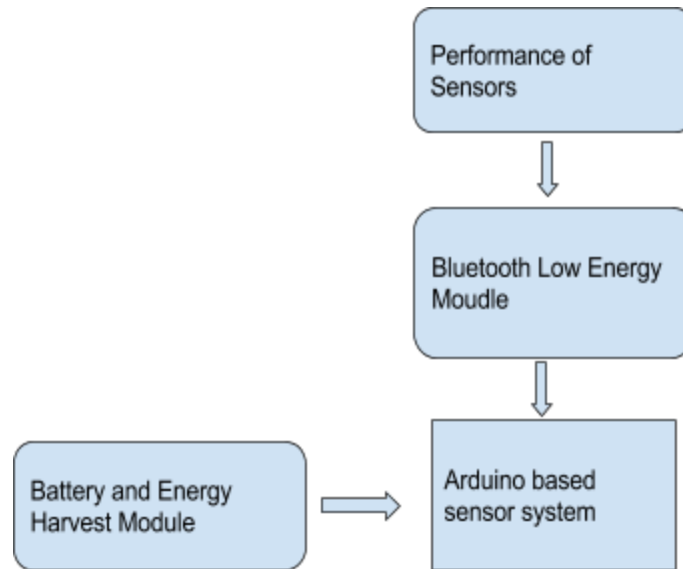 Performance of
Sensors
Bluetooth Low Energy
Moudle
Battery and Energy
Harvest Module
Arduino based
sensor system